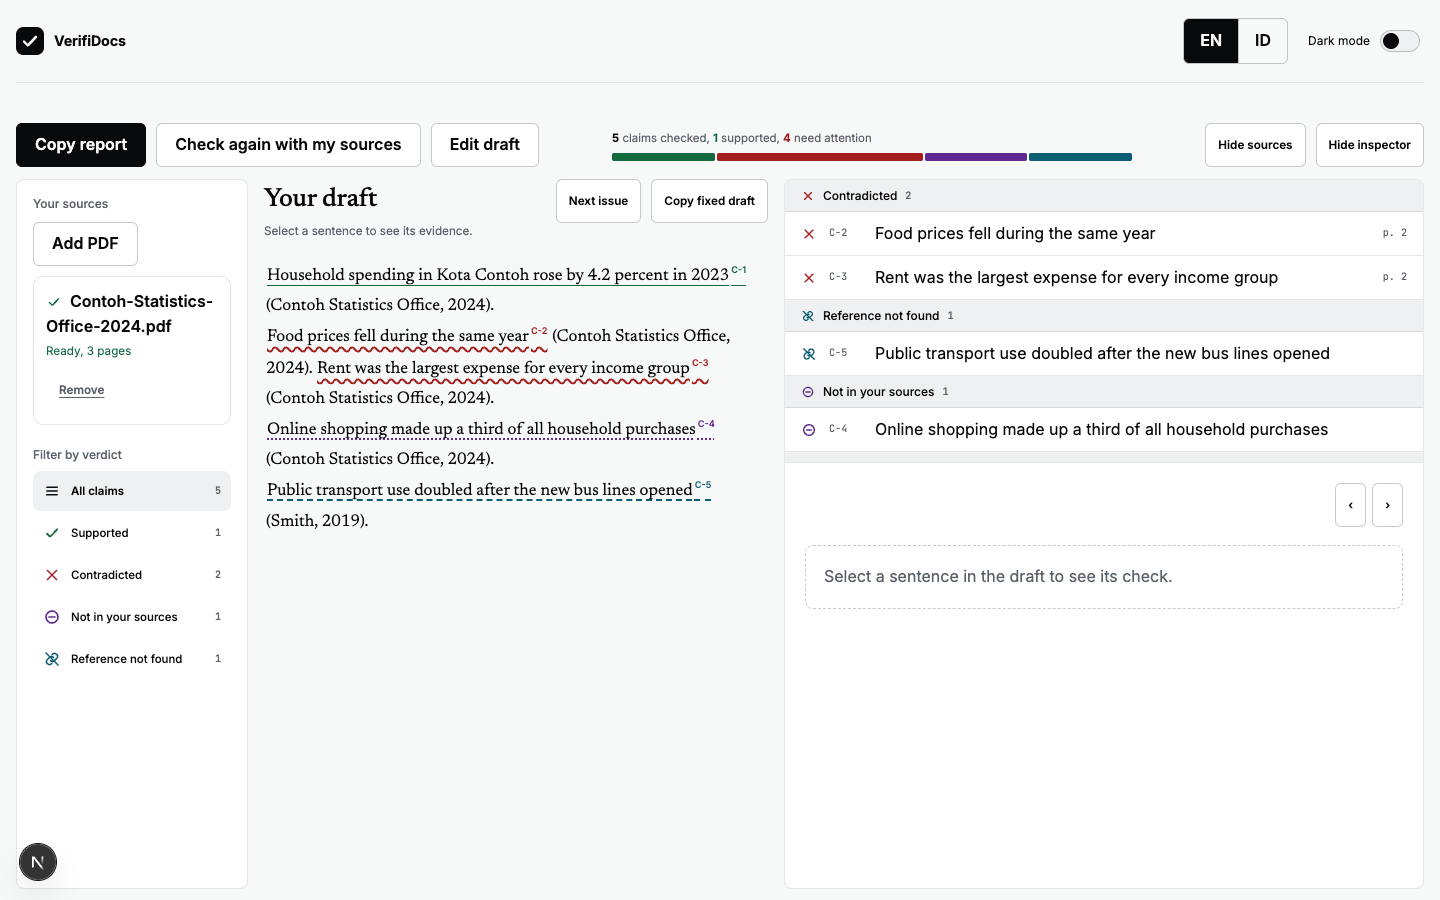 VerifiDocs
EN ID Dark mode
Copy report Check again with my sources Edit draft
5 claims checked, 1 supported, 4 need attention
Hide sources Hide inspector
Your sources
Add PDF
Contoh-Statistics-
Office-2024.pdf
Ready, 3 pages
Remove
Filter by verdict
All claims 5
Supported 1
Contradicted 2
Not in your sources 1
Reference not found 1
N
Your draft
Next issue Copy fixed draft
Select a sentence to see its evidence.
Household spending in Kota Contoh rose by 4.2 percent in 2023 C-1
(Contoh Statistics Office, 2024).
Food prices fell during the same year C-2 (Contoh Statistics Office,
2024). Rent was the largest expense for every income group C-3
(Contoh Statistics Office, 2024).
Online shopping made up a third of all household purchases C-4
(Contoh Statistics Office, 2024).
Public transport use doubled after the new bus lines opened C-5
(Smith, 2019).
Contradicted 2
C-2 Food prices fell during the same year p. 2
C-3 Rent was the largest expense for every income group p. 2
Reference not found 1
C-5 Public transport use doubled after the new bus lines opened
Not in your sources 1
C-4 Online shopping made up a third of all household purchases
‹ ›
Select a sentence in the draft to see its check.